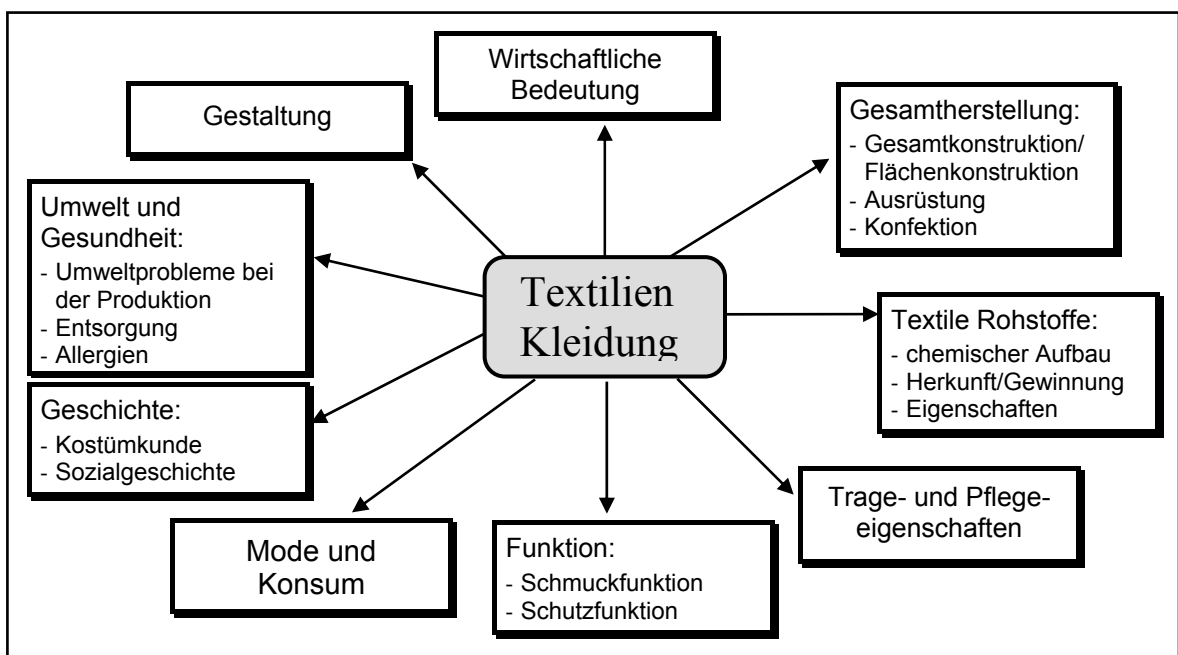 Wirtschaftliche
Bedeutung
Gestaltung
Gesamtherstellung:
- Gesamtkonstruktion/
Flächenkonstruktion
- Ausrüstung
- Konfektion
Umwelt und
Gesundheit:
- Umweltprobleme bei
der Produktion
- Entsorgung
- Allergien
Textilien
Kleidung
Textile Rohstoffe:
- chemischer Aufbau
- Herkunft/Gewinnung
- Eigenschaften
Geschichte:
- Kostümkunde
- Sozialgeschichte
Trage- und Pflege-
eigenschaften
Mode und
Konsum
Funktion:
- Schmuckfunktion
- Schutzfunktion